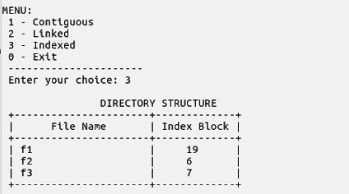 MENU:
1 - Contiguous
2 - Linked
3 - Indexed
0 - Exit
----------------------
Enter your choice: 3
DIRECTORY STRUCTURE
+----------------------+-------------+
| File Name | Index Block |
+----------------------+-------------+
| f1 | 19 |
| f2 | 6 |
| f3 | 7 |
+----------------------+-------------+